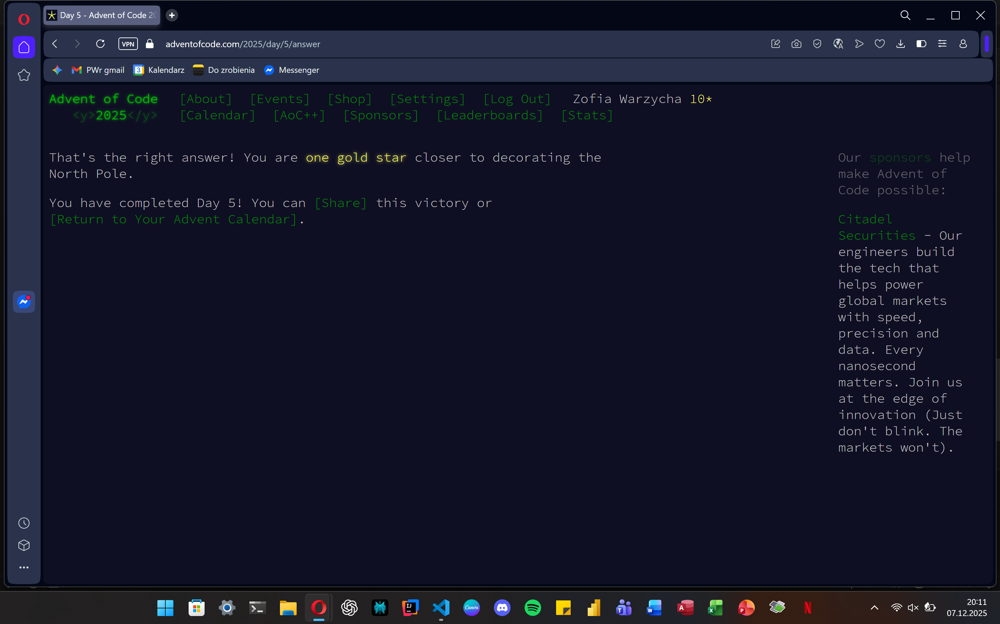 Day 5 - Advent of Code 20
VPN
adventofcode.com/2025/day/5/answer
PWr gmail
3 Kalendarz
Do zrobienia
Messenger
Advent of Code [About] [Events] [Shop] [Settings] [Log Out] Zofia Warzycha 10*
<y>2025</y> [Calendar] [AoC++] [Sponsors] [Leaderboards] [Stats]
That's the right answer! You are one gold star closer to decorating the
North Pole.
You have completed Day 5! You can [Share] this victory or
[Return to Your Advent Calendar].
Our sponsors help
make Advent of
Code possible:
Citadel
Securities - Our
engineers build
the tech that
helps power
global markets
with speed,
precision and
data. Every
nanosecond
matters. Join us
at the edge of
innovation (Just
don't blink. The
markets won't).
IJ
Canva
T
W
A
X
P
N
20:11
07.12.2025